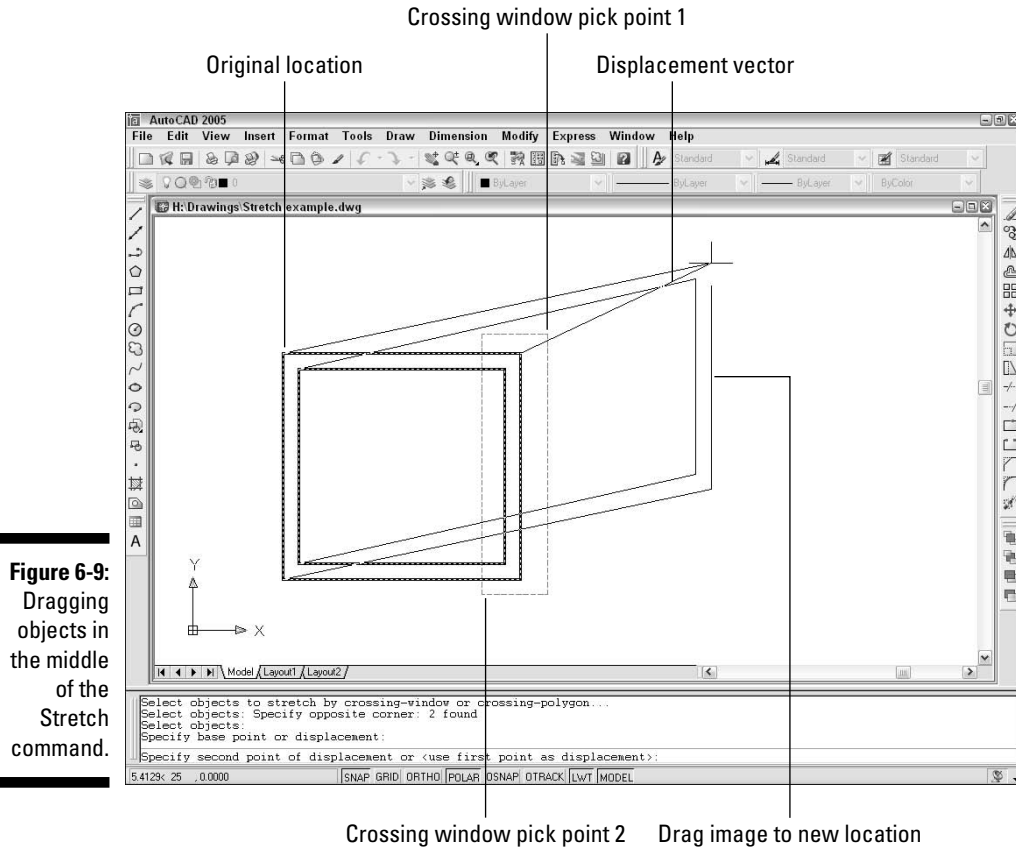 Crossing window pick point 1
Original location
Displacement vector
AutoCAD 2005
File Edit View Insert Format Tools Draw Dimension Modify Express Window Help
Standard Standard Standard
0 ByLayer ByLayer ByLayer ByColor
H:\Drawings\Stretch example.dwg
A
Y
X
Figure 6-9:
Dragging
objects in
the middle
of the
Stretch
command.
Model Layout1 Layout2
Select objects to stretch by crossing-window or crossing-polygon...
Select objects: Specify opposite corner: 2 found
Select objects:
Specify base point or displacement:
Specify second point of displacement or <use first point as displacement>:
5.4129< 25 ,0.0000 SNAP GRID ORTHO POLAR OSNAP OTRACK LWT MODEL
Crossing window pick point 2
Drag image to new location